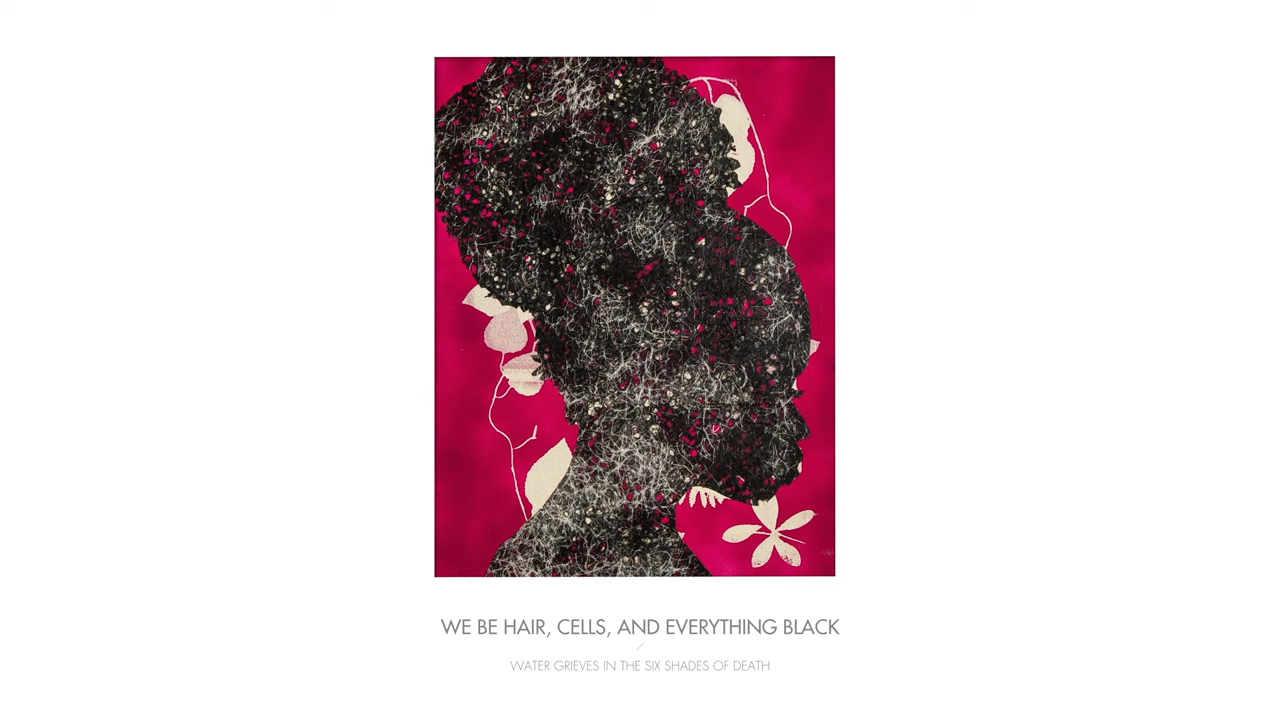 WE BE HAIR, CELLS, AND EVERYTHING BLACK
WATER GRIEVES IN THE SIX SHADES OF DEATH